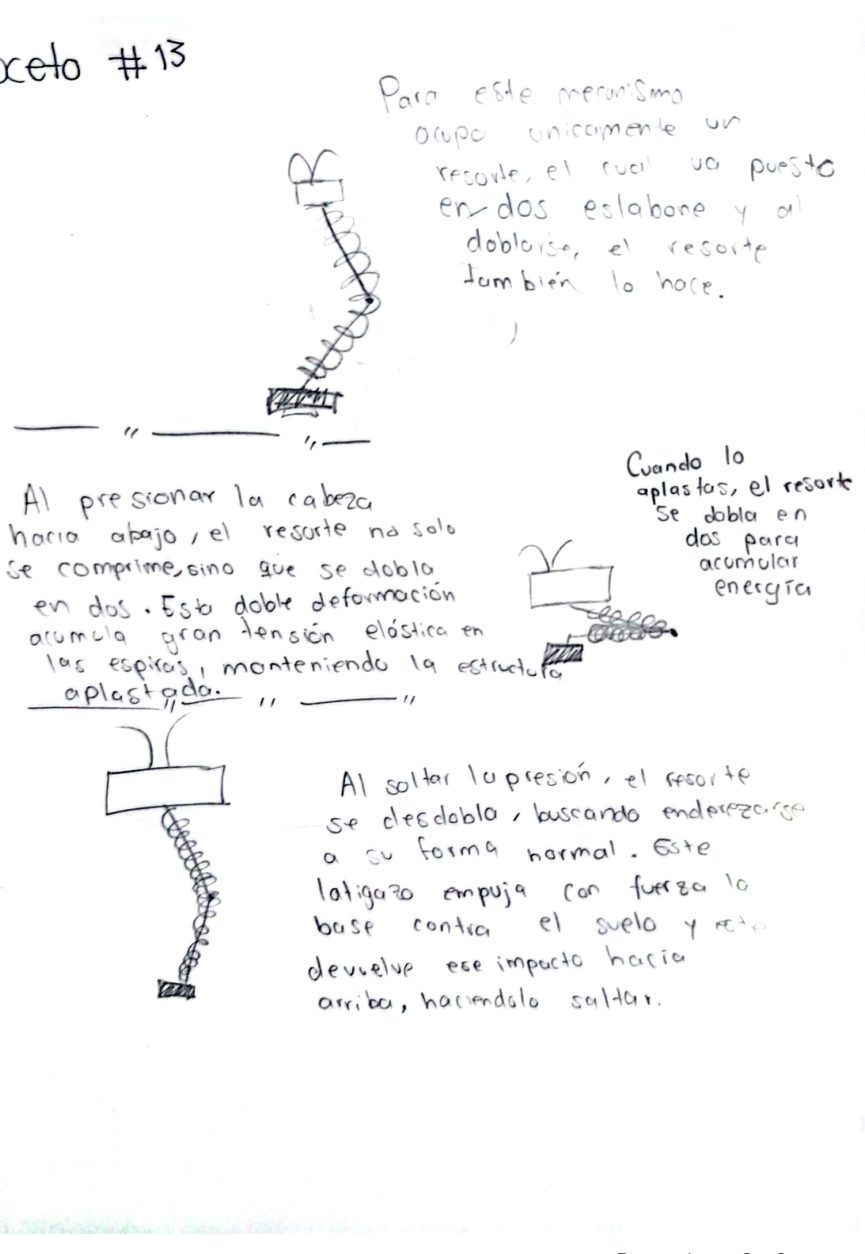 oceto #13
Para este mecanismo
ocupo unicamente un
resorte, el cual va puesto
en dos eslabone y al
doblarse, el resorte
también lo hace.
Cuando lo
aplastas, el resorte
se dobla en
dos para
acumular
energía
Al presionar la cabeza
hacia abajo, el resorte no solo
se comprime, sino que se dobla
en dos. Esta doble deformación
acumula gran tensión elástica en
las espiras, manteniendo la estructura
aplastada.
Al soltar la presión, el resorte
se desdobla, buscando enderezarse
a su forma normal. Este
latigazo empuja con fuerza la
base contra el suelo y
devuelve ese impacto hacia
arriba, haciendolo saltar.